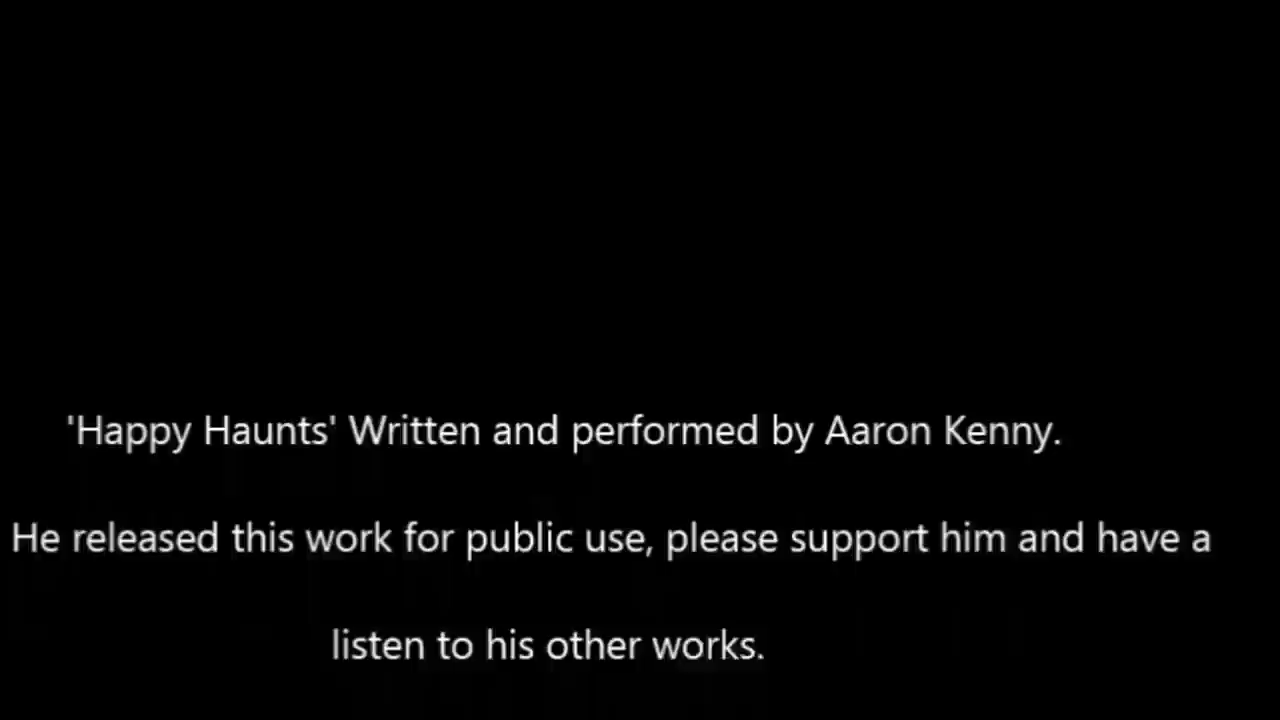 'Happy Haunts' Written and performed by Aaron Kenny.
He released this work for public use, please support him and have a
listen to his other works.